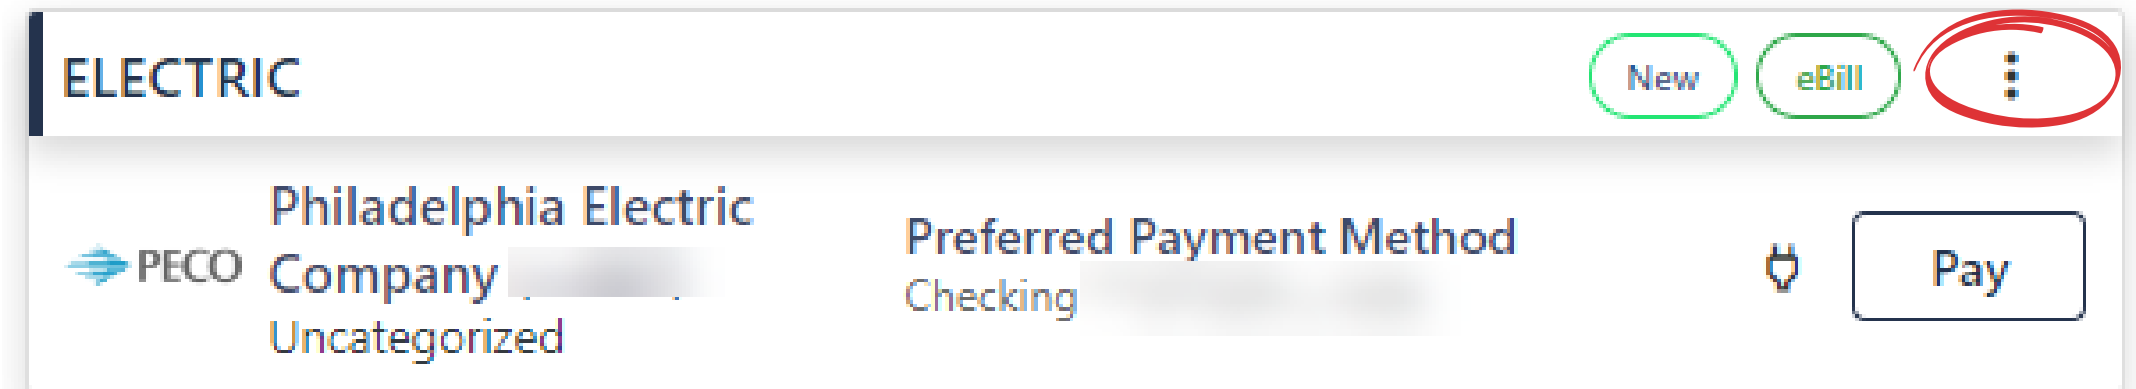 ELECTRIC
New
eBill
PECO
Philadelphia Electric
Company
Uncategorized
Preferred Payment Method
Checking
Pay